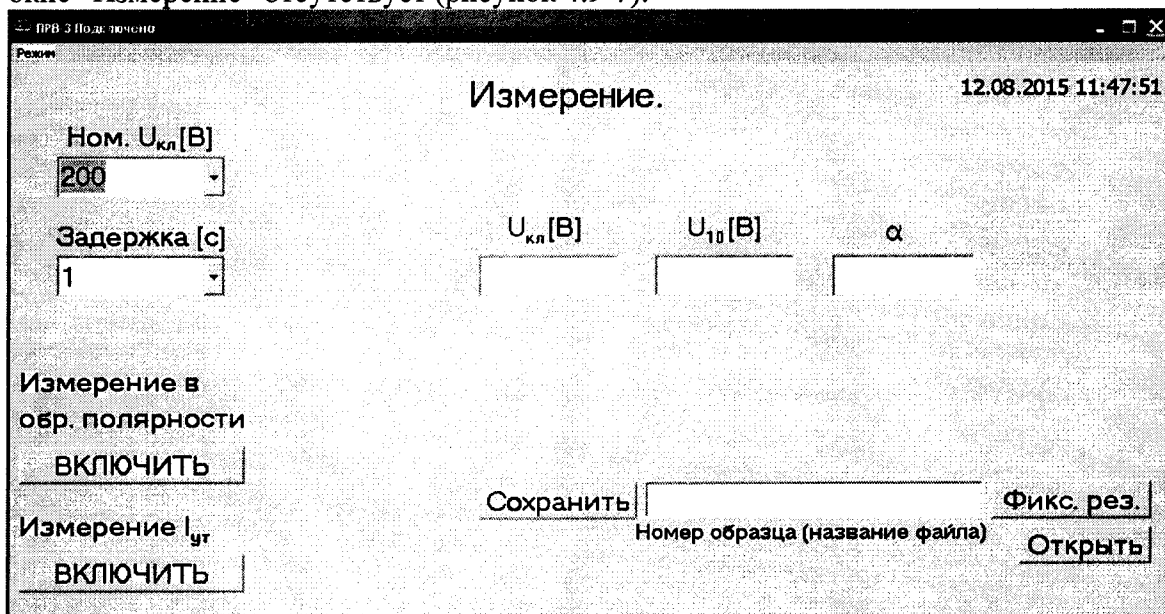 окно "Измерение" отсутствует (рисунок 4.9-7).
ПРВ 3 Подключено
Режим
Измерение.
12.08.2015 11:47:51
Ном. Uкл[В]
200
Задержка [с]
1
Uкл[В] U10[В] α
Измерение в
обр. полярности
ВКЛЮЧИТЬ
Измерение Iут
ВКЛЮЧИТЬ
Сохранить
Номер образца (название файла)
Фикс. рез.
Открыть